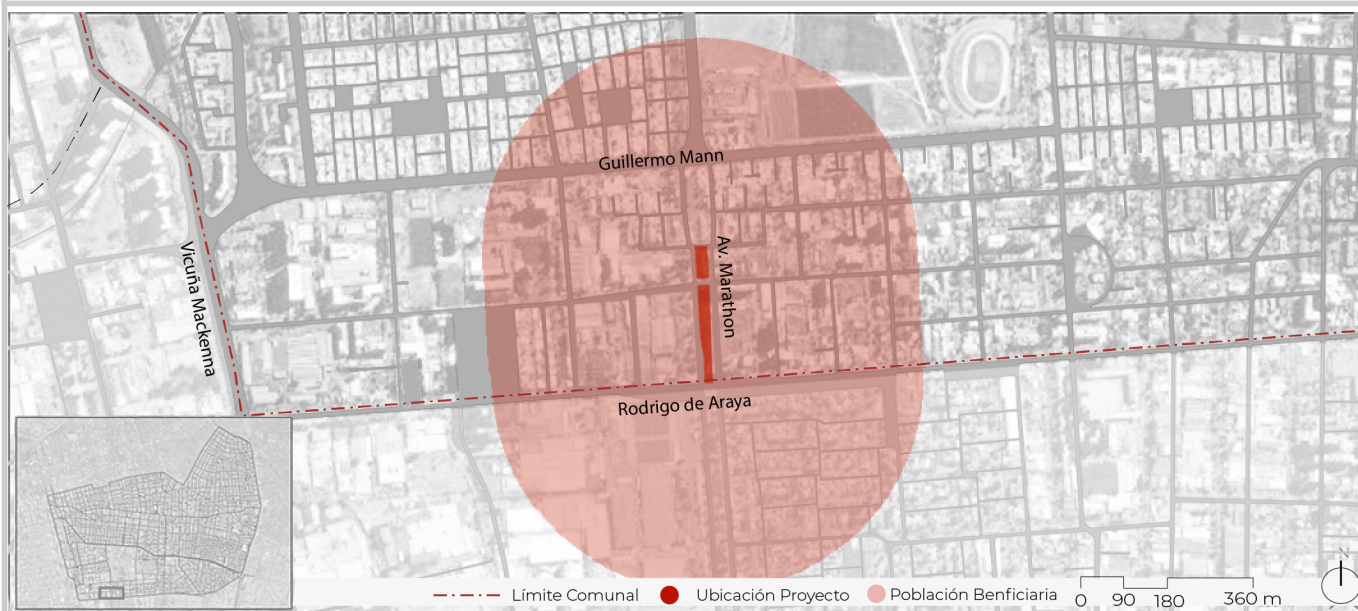 Guillermo Mann
Av. Marathon
Vicuña Mackenna
Rodrigo de Araya
Límite Comunal
Ubicación Proyecto
Población Benficiaria
0 90 180 360 m
N